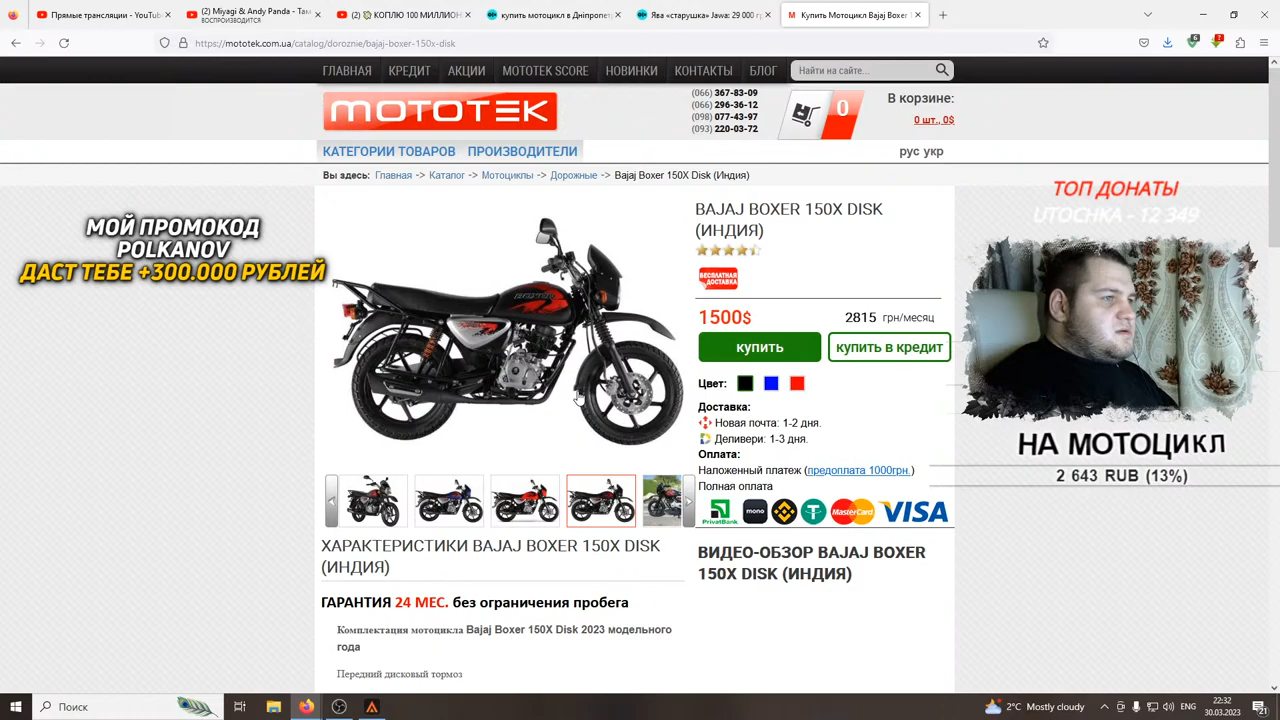 Прямые трансляции - YouTube
(2) Miyagi & Andy Panda - Там
ВОСПРОИЗВОДИТСЯ
(2) КОПЛЮ 100 МИЛЛИОН
купить мотоцикл в Днiпропет
Ява «старушка» Jawa: 29 000 г
Купить Мотоцикл Bajaj Boxer 1
https://mototek.com.ua/catalog/doroznie/bajaj-boxer-150x-disk
ГЛАВНАЯ КРЕДИТ АКЦИИ MOTOTEK SCORE НОВИНКИ КОНТАКТЫ БЛОГ Найти на сайте...
MOTOTEK
(066) 367-83-09
(066) 296-36-12
(098) 077-43-97
(093) 220-03-72
0
В корзине:
0 шт., 0$
КАТЕГОРИИ ТОВАРОВ ПРОИЗВОДИТЕЛИ
рус укр
Вы здесь: Главная -> Каталог -> Мотоциклы -> Дорожные -> Bajaj Boxer 150X Disk (Индия)
BAJAJ BOXER 150X DISK
(ИНДИЯ)
БЕСПЛАТНАЯ
ДОСТАВКА
1500$ 2815 грн/месяц
купить купить в кредит
Цвет:
Доставка:
Новая почта: 1-2 дня.
Деливери: 1-3 дня.
Оплата:
Наложенный платеж (предоплата 1000грн.)
Полная оплата
PrivatBank mono MasterCard VISA
ВИДЕО-ОБЗОР BAJAJ BOXER
150X DISK (ИНДИЯ)
ХАРАКТЕРИСТИКИ BAJAJ BOXER 150X DISK
(ИНДИЯ)
ГАРАНТИЯ 24 МЕС. без ограничения пробега
Комплектация мотоцикла Bajaj Boxer 150X Disk 2023 модельного
года
Передний дисковый тормоз
МОЙ ПРОМОКОД
POLKANOV
ДАСТ ТЕБЕ +300.000 РУБЛЕЙ
ТОП ДОНАТЫ
UTOCHKA - 12 349
НА МОТОЦИКЛ
2 643 RUB (13%)
Поиск
2°C Mostly cloudy
ENG
22:32
30.03.2023